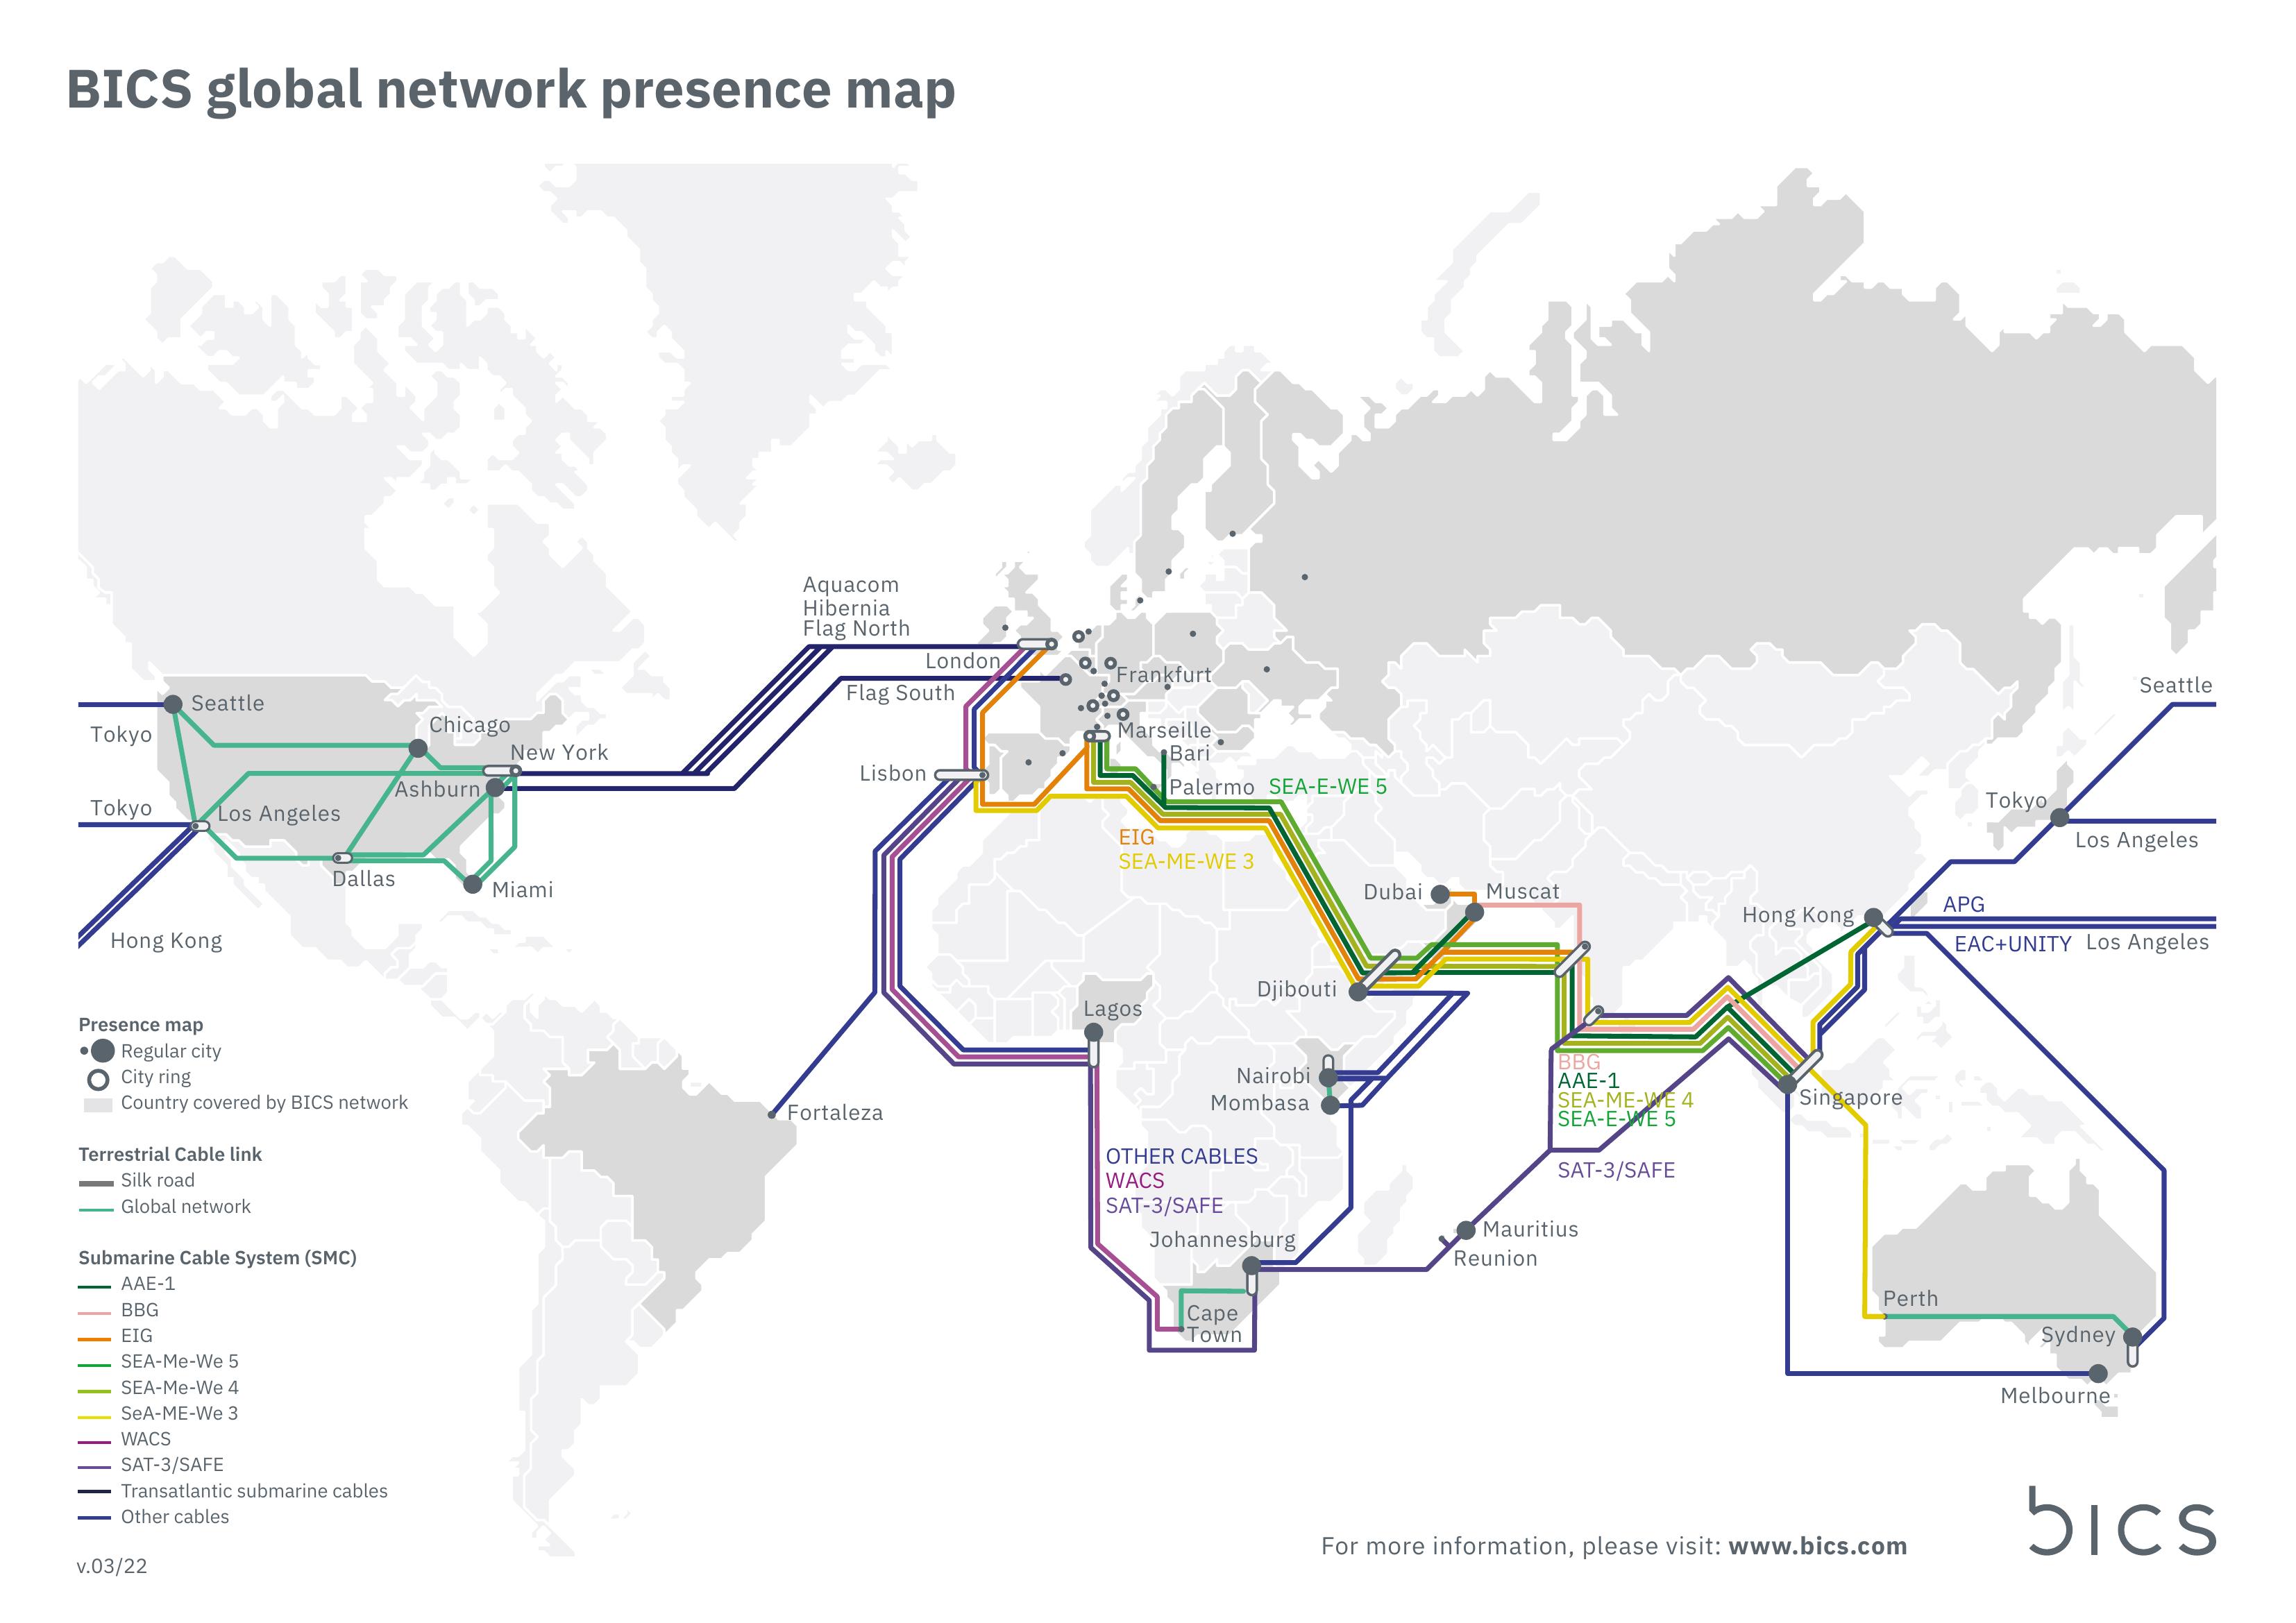 BICS global network presence map
Aquacom
Hibernia
Flag North
London
Flag South
Frankfurt
Seattle
Tokyo
Chicago
New York
Ashburn
Tokyo
Los Angeles
Dallas
Miami
Hong Kong
Lisbon
Marseille
Bari
Palermo
SEA-E-WE 5
EIG
SEA-ME-WE 3
Seattle
Tokyo
Los Angeles
Dubai
Muscat
Hong Kong
APG
EAC+UNITY
Los Angeles
Djibouti
Lagos
Nairobi
Mombasa
Fortaleza
BBG
AAE-1
SEA-ME-WE 4
SEA-E-WE 5
Singapore
OTHER CABLES
WACS
SAT-3/SAFE
SAT-3/SAFE
Johannesburg
Mauritius
Reunion
Cape
Town
Perth
Sydney
Melbourne
Presence map
Regular city
City ring
Country covered by BICS network
Terrestrial Cable link
Silk road
Global network
Submarine Cable System (SMC)
AAE-1
BBG
EIG
SEA-Me-We 5
SEA-Me-We 4
SeA-ME-We 3
WACS
SAT-3/SAFE
Transatlantic submarine cables
Other cables
v.03/22
For more information, please visit: www.bics.com
bics